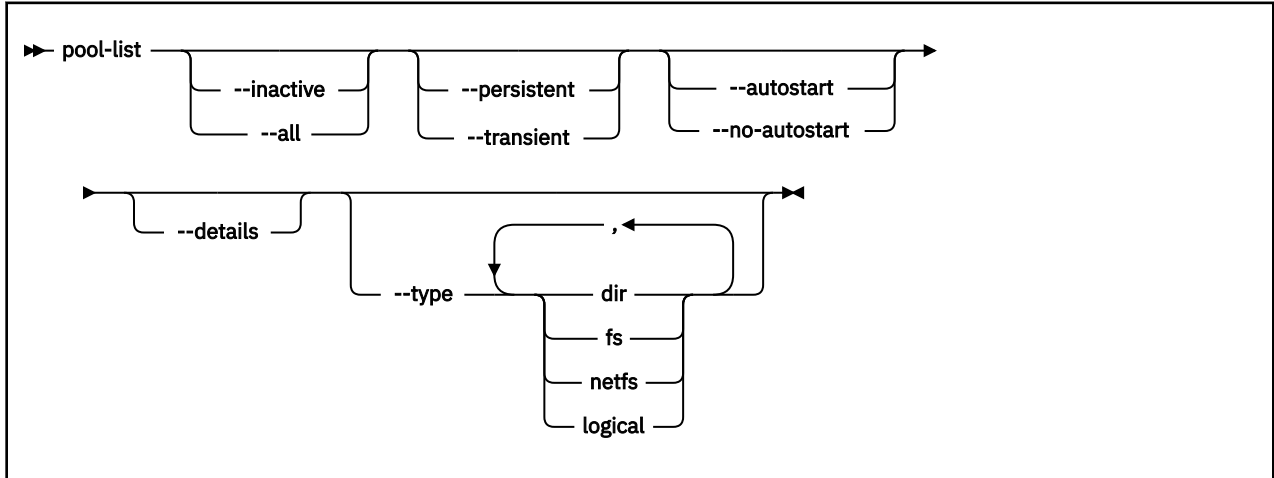 pool-list
--inactive --persistent --autostart
--all --transient --no-autostart
--details
,
--type dir
fs
netfs
logical